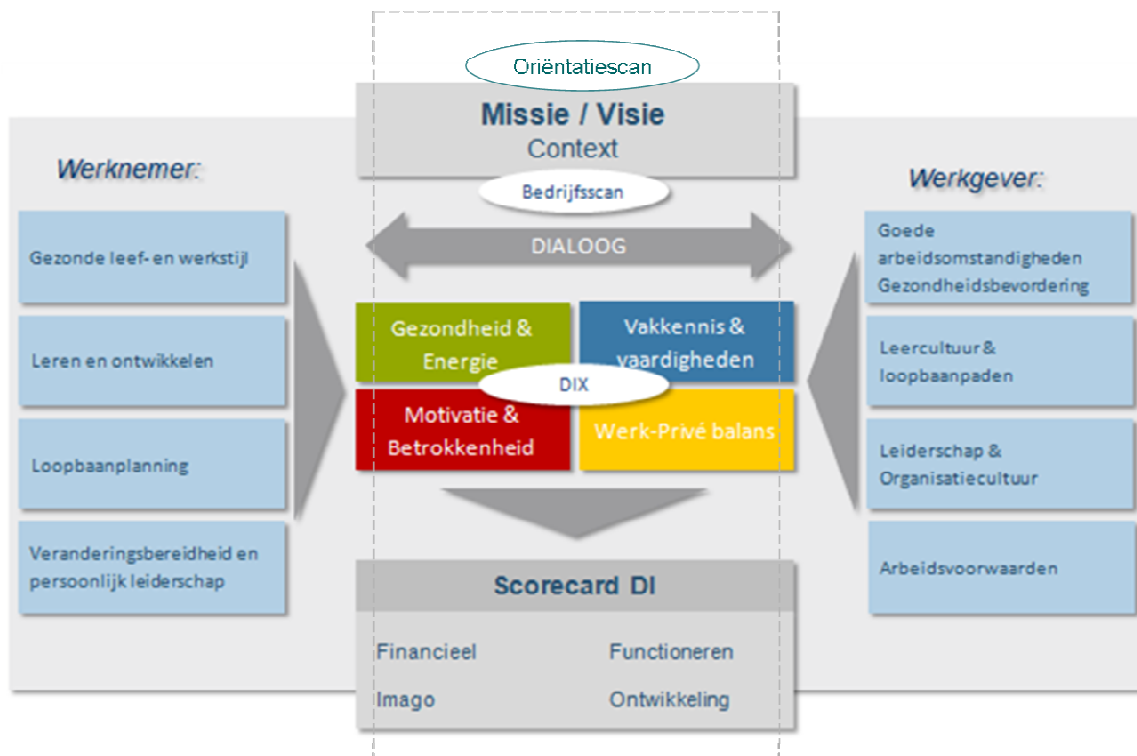 Oriëntatiescan
Missie / Visie
Context
Bedrijfsscan
DIALOOG
Werknemer:
Gezonde leef- en werkstijl
Leren en ontwikkelen
Loopbaanplanning
Veranderingsbereidheid en
persoonlijk leiderschap
Gezondheid &
Energie
Vakkennis &
vaardigheden
DIX
Motivatie &
Betrokkenheid
Werk-Privé balans
Werkgever:
Goede
arbeidsomstandigheden
Gezondheidsbevordering
Leercultuur &
loopbaanpaden
Leiderschap &
Organisatiecultuur
Arbeidsvoorwaarden
Scorecard DI
Financieel
Functioneren
Imago
Ontwikkeling